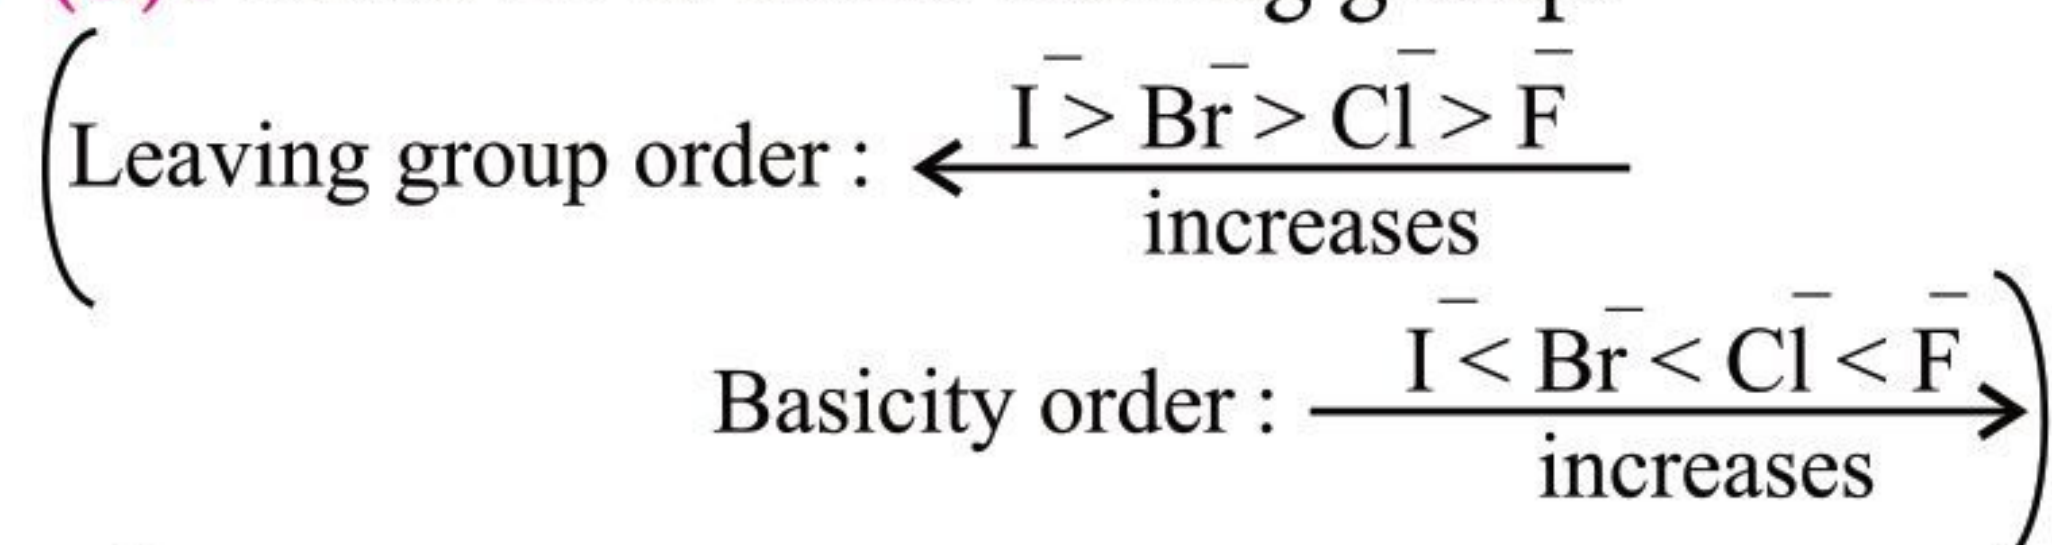 (Leaving group order : I⁻ > Br⁻ > Cl⁻ > F⁻
increases
Basicity order : I⁻ < Br⁻ < Cl⁻ < F⁻)
increases